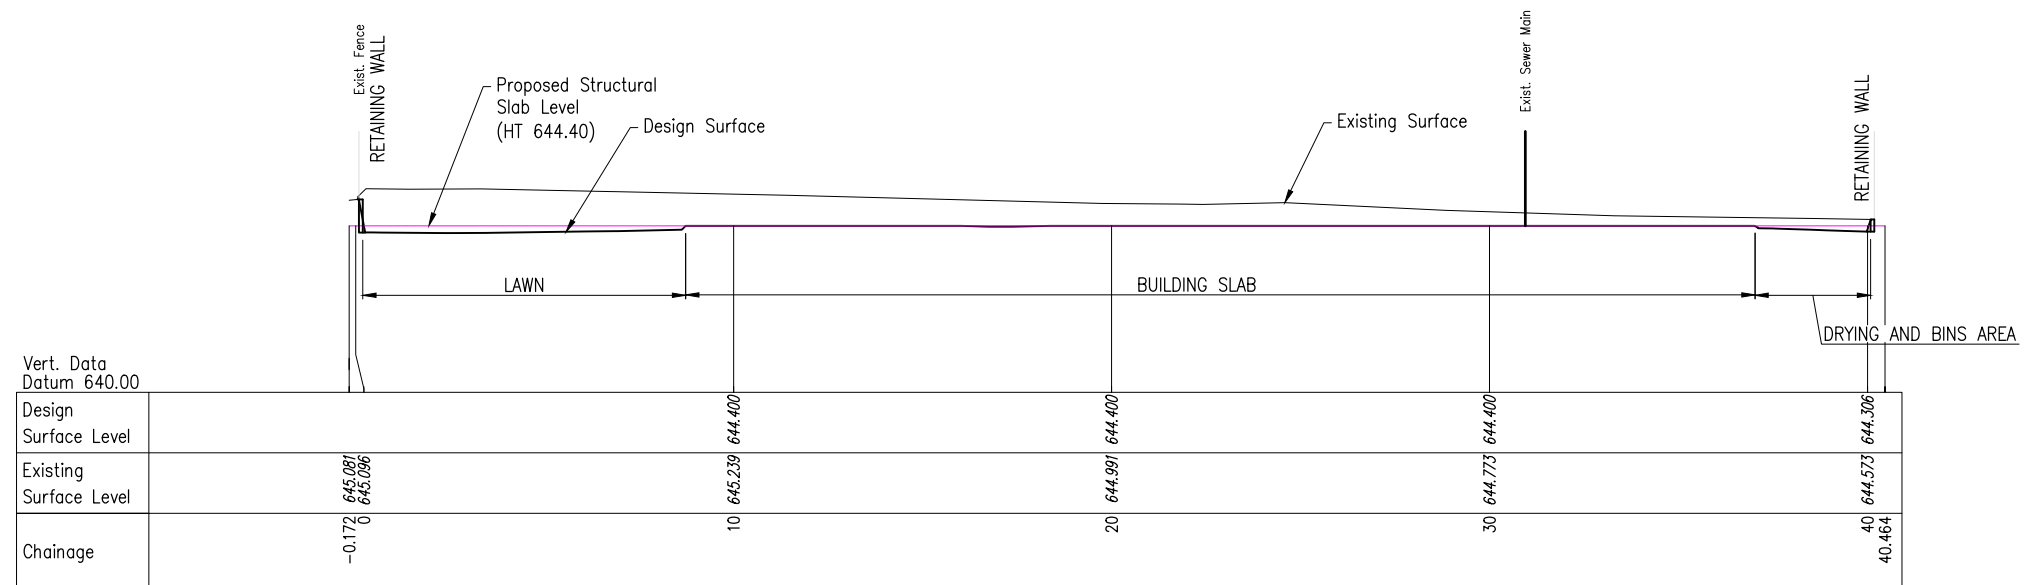 Exist. Fence
RETAINING WALL
Proposed Structural
Slab Level
(HT 644.40)
Design Surface
Existing Surface
Exist. Sewer Main
RETAINING WALL
LAWN
BUILDING SLAB
DRYING AND BINS AREA
Vert. Data
Datum 640.00
Design
Surface Level
644.400
644.400
644.400
644.306
Existing
Surface Level
645.081
645.096
645.239
644.991
644.773
644.573
Chainage
-0.172
0
10
20
30
40
40.464